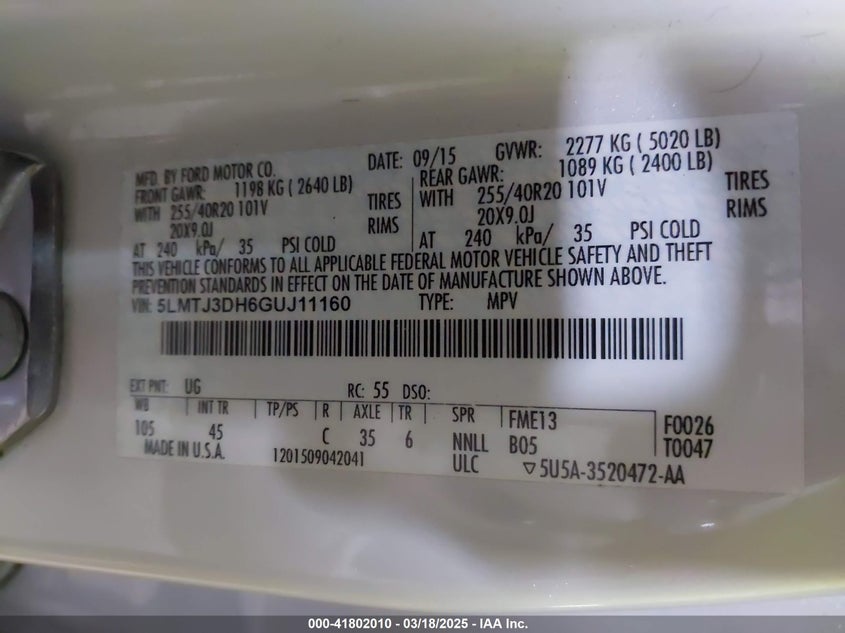 MFD. BY FORD MOTOR CO. DATE: 09/15 GVWR: 2277 KG ( 5020 LB)
FRONT GAWR: 1198 KG ( 2640 LB) REAR GAWR: 1089 KG ( 2400 LB)
WITH 255/40R20 101V TIRES WITH 255/40R20 101V TIRES
20X9.0J RIMS 20X9.0J RIMS
AT 240 kPa/ 35 PSI COLD AT 240 kPa/ 35 PSI COLD
THIS VEHICLE CONFORMS TO ALL APPLICABLE FEDERAL MOTOR VEHICLE SAFETY AND THEFT
PREVENTION STANDARDS IN EFFECT ON THE DATE OF MANUFACTURE SHOWN ABOVE.
VIN: 5LMTJ3DH6GUJ11160 TYPE: MPV
EXT PNT: UG RC: 55 DSO:
WB INT TR TP/PS R AXLE TR SPR FME13 F0026
105 45 C 35 6 NNLL B05 T0047
MADE IN U.S.A. 1201509042041 ULC ▽5U5A-3520472-AA
000-41802010 - 03/18/2025 - IAA Inc.